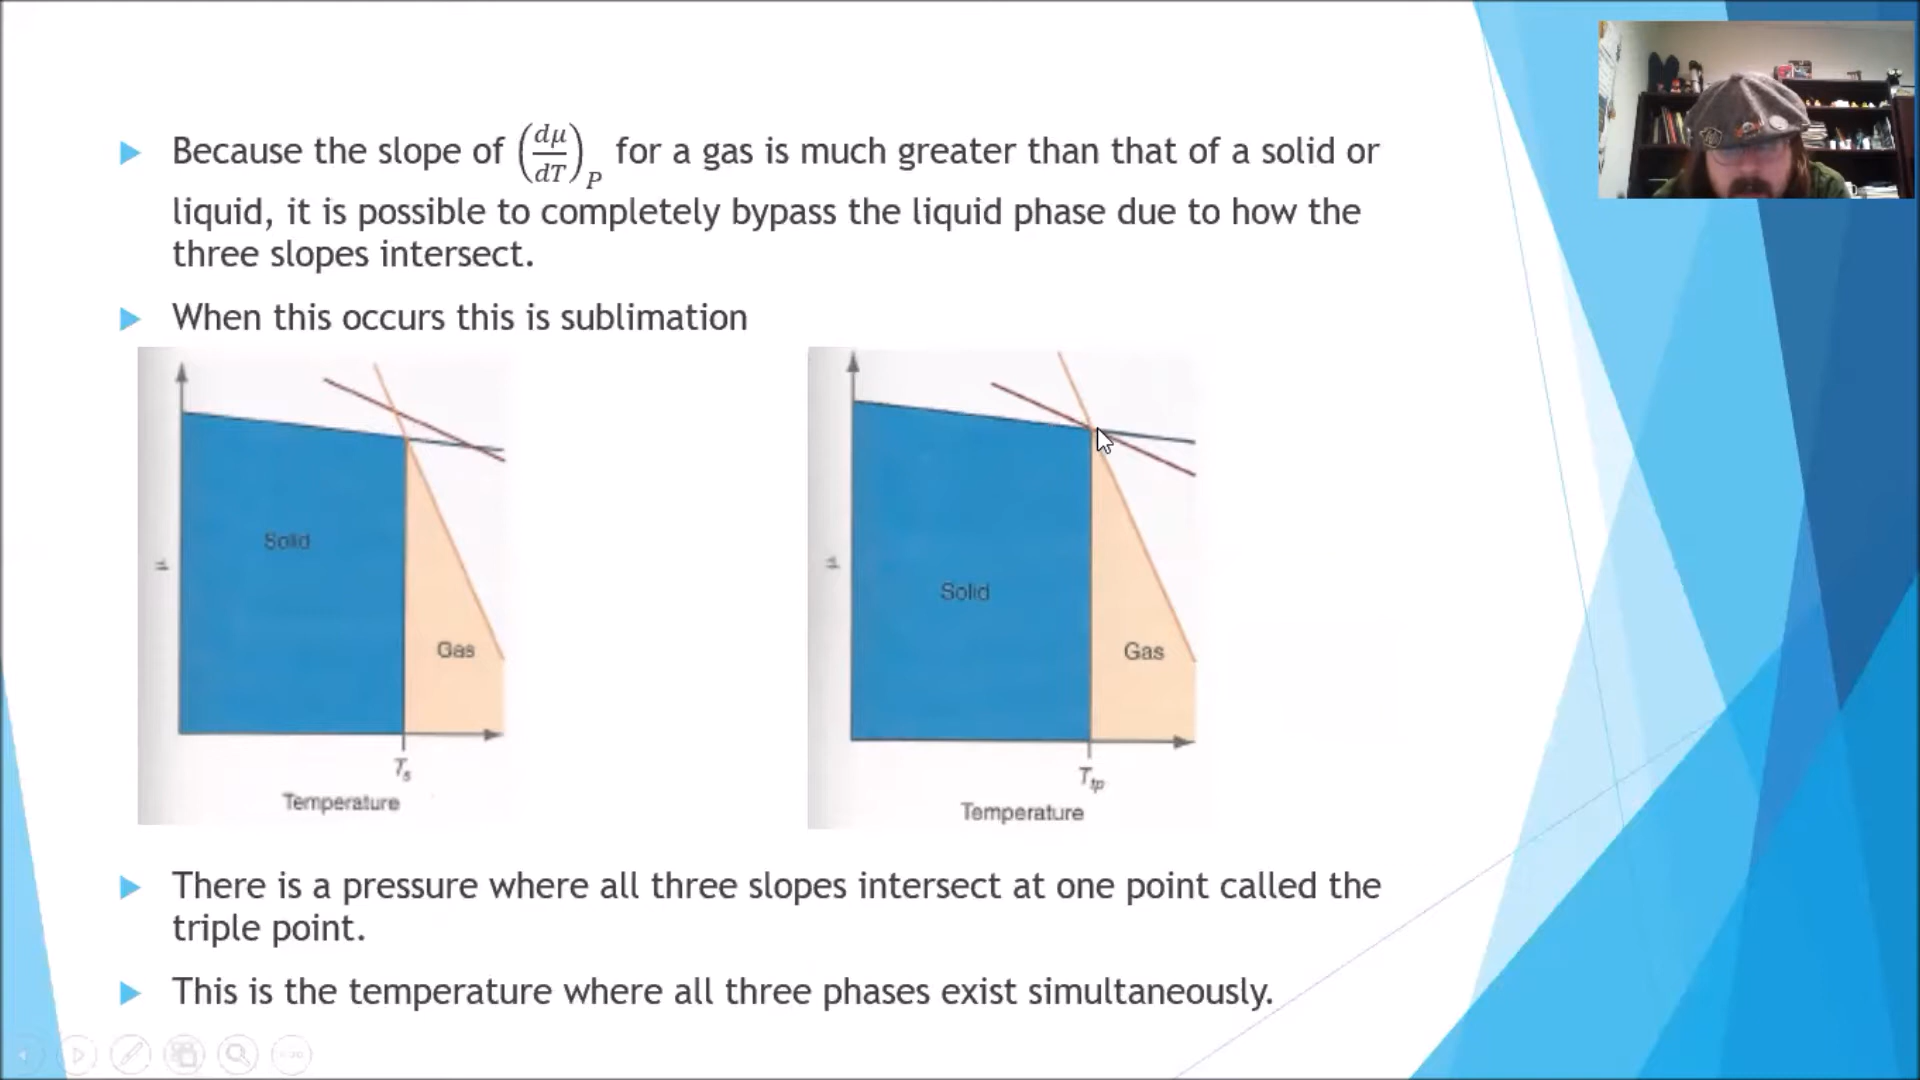 Because the slope of (dμ/dT)_P for a gas is much greater than that of a solid or
liquid, it is possible to completely bypass the liquid phase due to how the
three slopes intersect.
When this occurs this is sublimation
μ
Solid
Gas
T_s
Temperature
μ
Solid
Gas
T_tp
Temperature
There is a pressure where all three slopes intersect at one point called the
triple point.
This is the temperature where all three phases exist simultaneously.